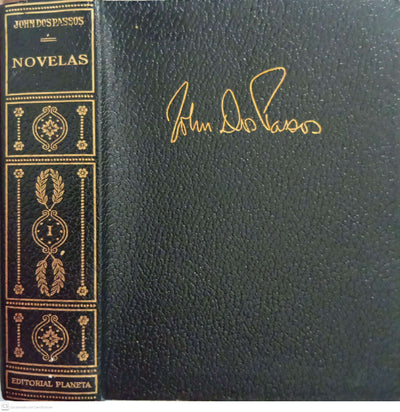 JOHN DOS PASSOS
NOVELAS
I
EDITORIAL PLANETA
John Dos Passos